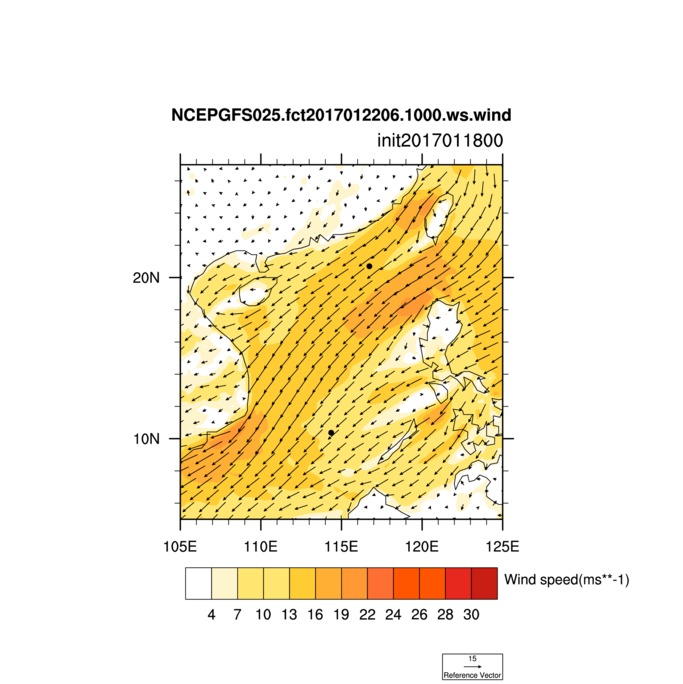 NCEPGFS025.fct2017012206.1000.ws.wind
init2017011800
20N
10N
105E 110E 115E 120E 125E
Wind speed(ms**-1)
4 7 10 13 16 19 22 24 26 28 30
15
Reference Vector